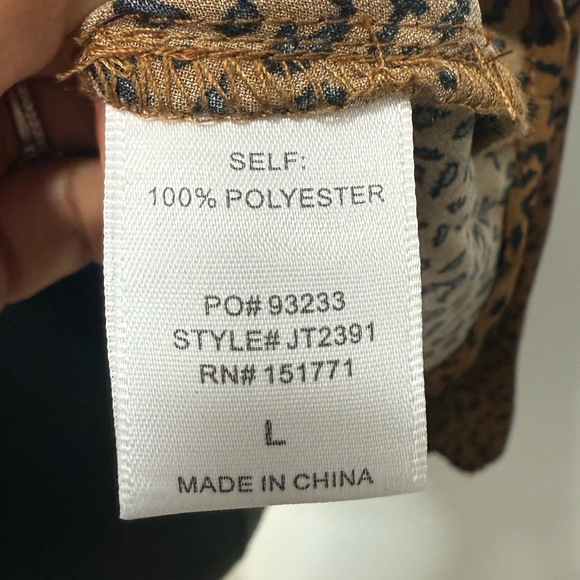 SELF:
100% POLYESTER
PO# 93233
STYLE# JT2391
RN# 151771
L
MADE IN CHINA